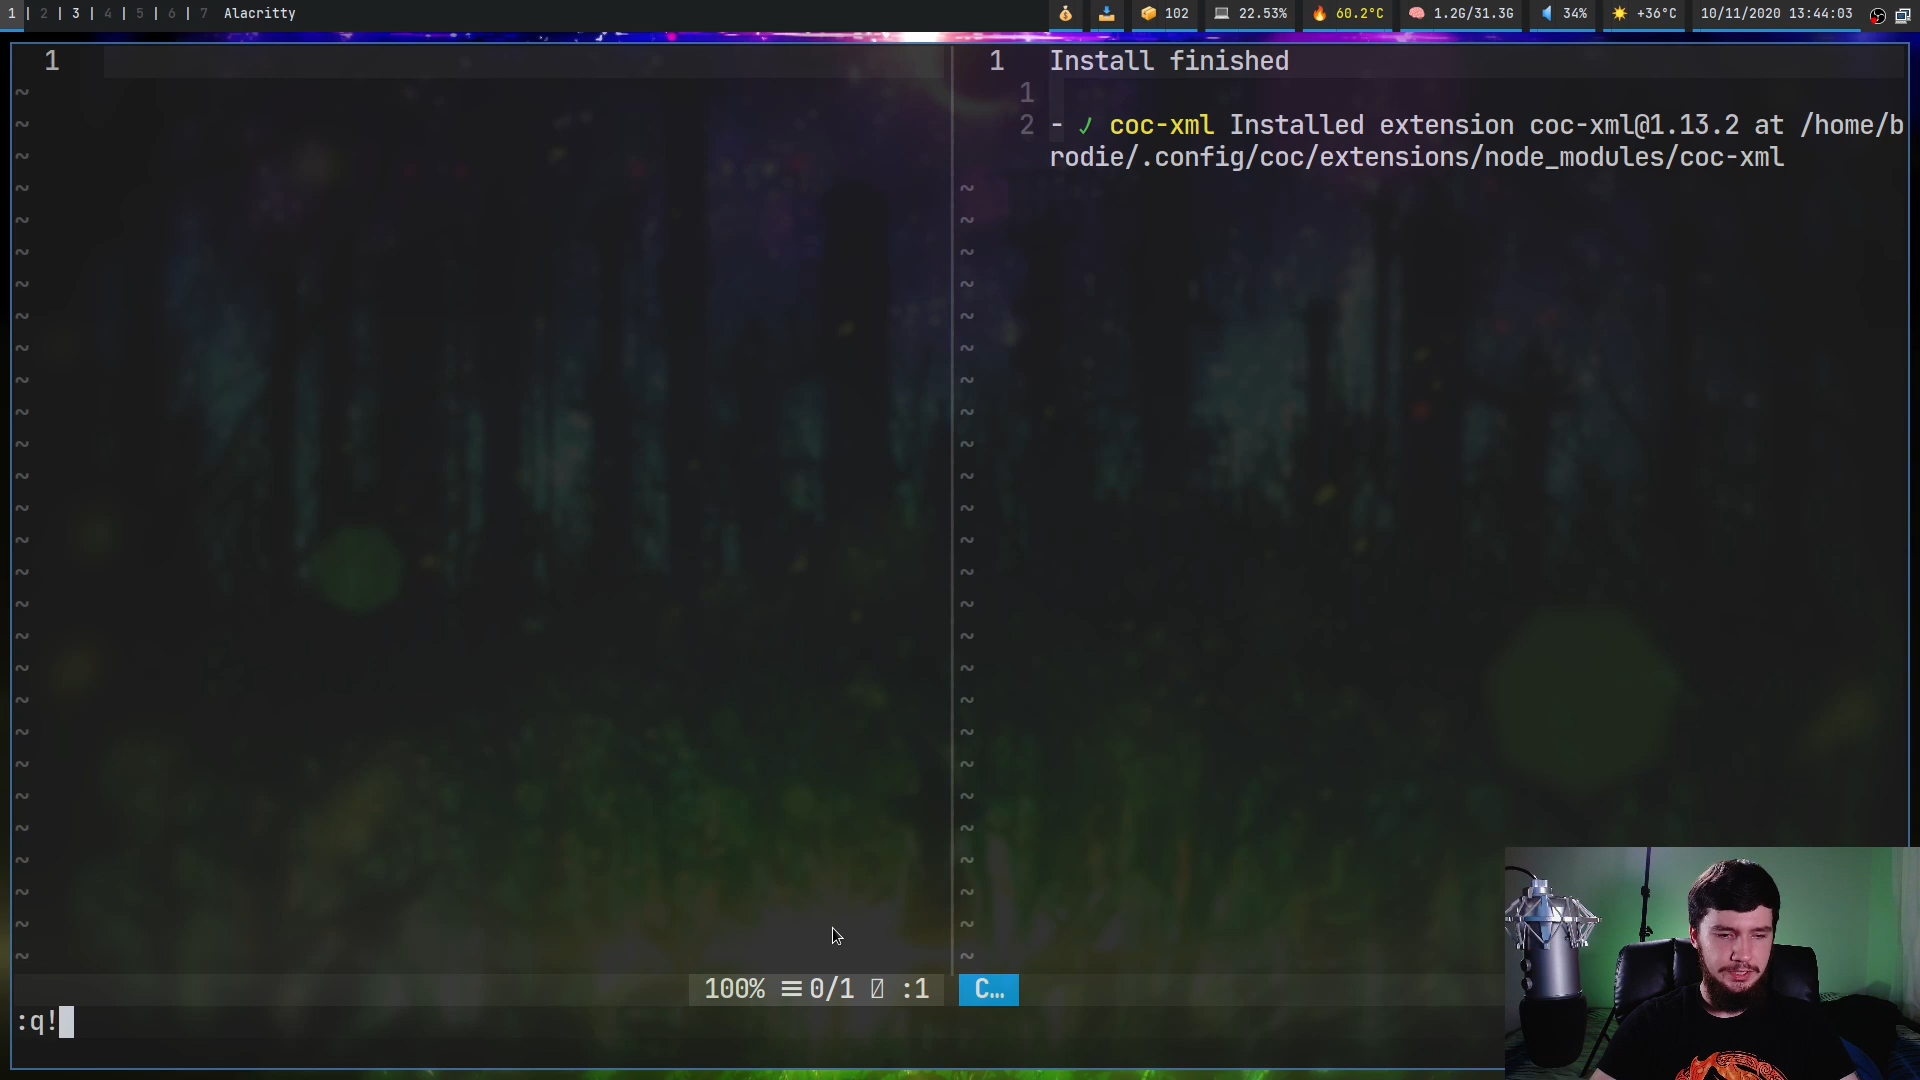 1 | 2 | 3 | 4 | 5 | 6 | 7 Alacritty
102 22.53% 60.2°C 1.2G/31.3G 34% +36°C 10/11/2020 13:44:03
1
1 Install finished
1
2 - ✓ coc-xml Installed extension coc-xml@1.13.2 at /home/b
rodie/.config/coc/extensions/node_modules/coc-xml
100% ☰ 0/1 :1 C…
:q!